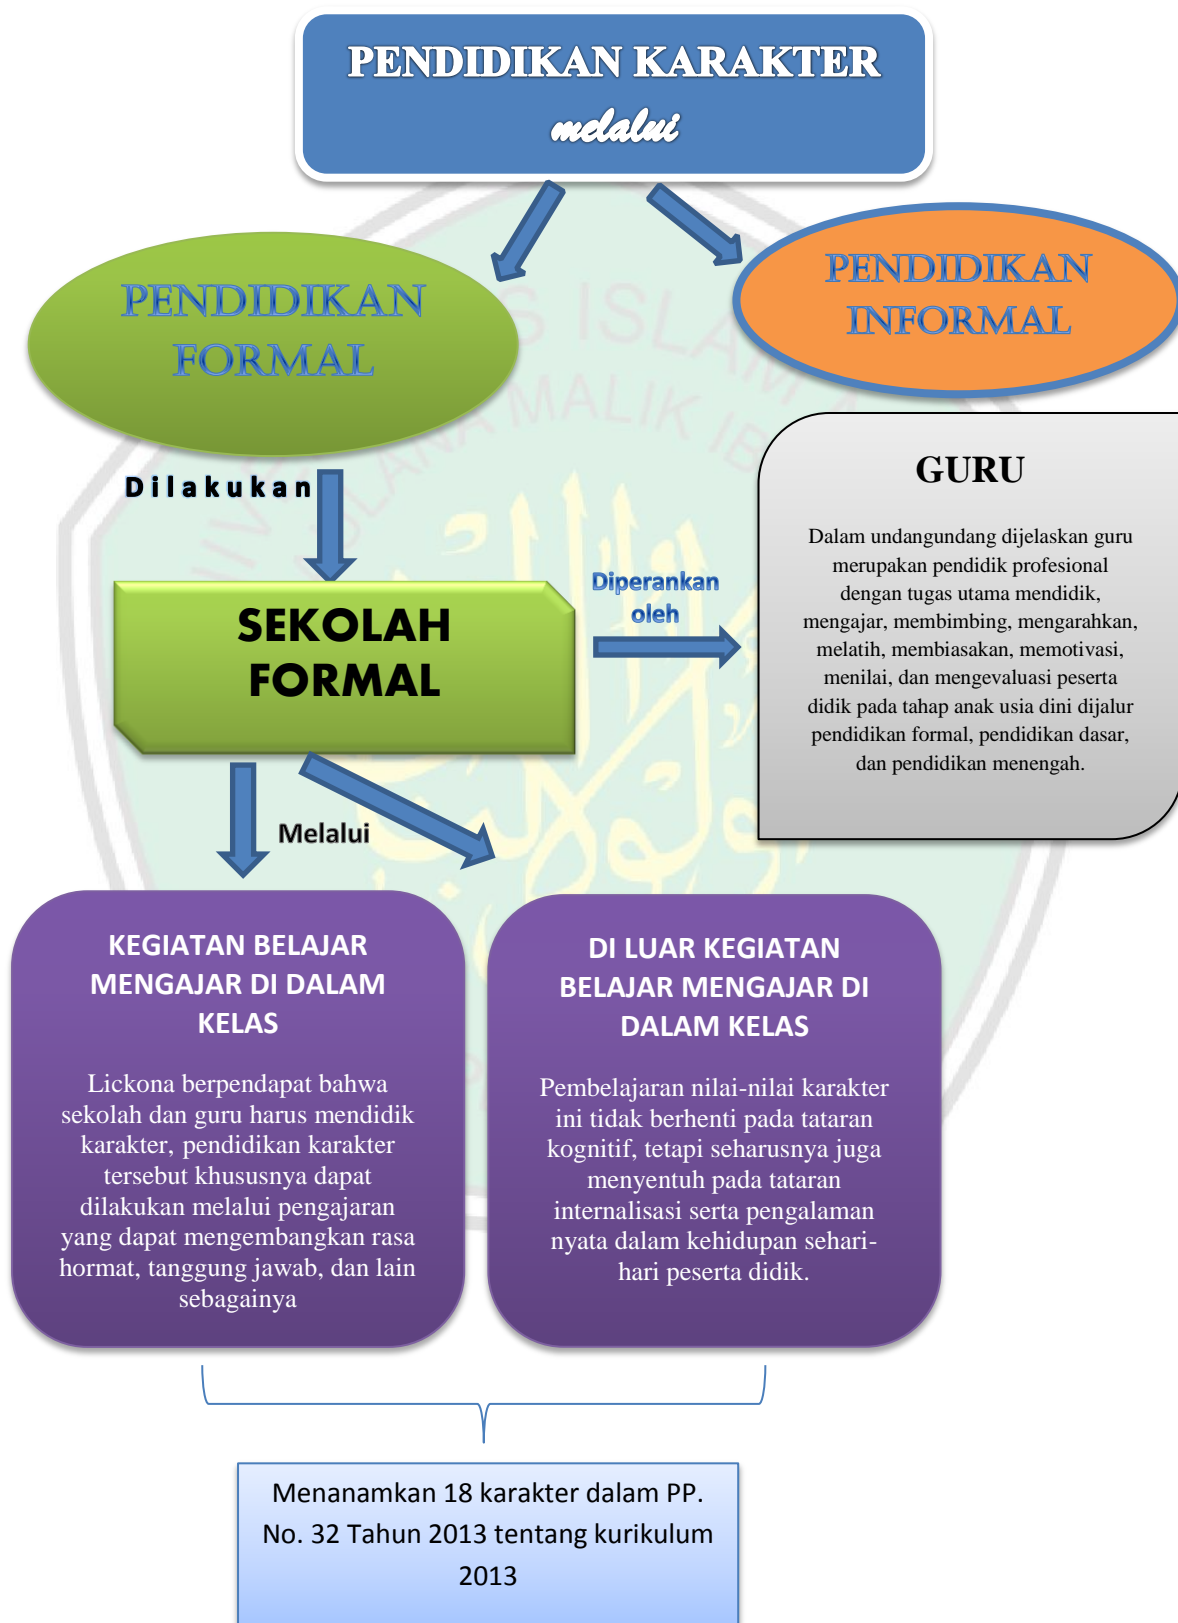 PENDIDIKAN KARAKTER
melalui
PENDIDIKAN
FORMAL
PENDIDIKAN
INFORMAL
Dilakukan
SEKOLAH
FORMAL
Diperankan
oleh
GURU
Dalam undangundang dijelaskan guru
merupakan pendidik profesional
dengan tugas utama mendidik,
mengajar, membimbing, mengarahkan,
melatih, membiasakan, memotivasi,
menilai, dan mengevaluasi peserta
didik pada tahap anak usia dini dijalur
pendidikan formal, pendidikan dasar,
dan pendidikan menengah.
Melalui
KEGIATAN BELAJAR
MENGAJAR DI DALAM
KELAS
Lickona berpendapat bahwa
sekolah dan guru harus mendidik
karakter, pendidikan karakter
tersebut khususnya dapat
dilakukan melalui pengajaran
yang dapat mengembangkan rasa
hormat, tanggung jawab, dan lain
sebagainya
DI LUAR KEGIATAN
BELAJAR MENGAJAR DI
DALAM KELAS
Pembelajaran nilai-nilai karakter
ini tidak berhenti pada tataran
kognitif, tetapi seharusnya juga
menyentuh pada tataran
internalisasi serta pengalaman
nyata dalam kehidupan sehari-
hari peserta didik.
Menanamkan 18 karakter dalam PP.
No. 32 Tahun 2013 tentang kurikulum
2013